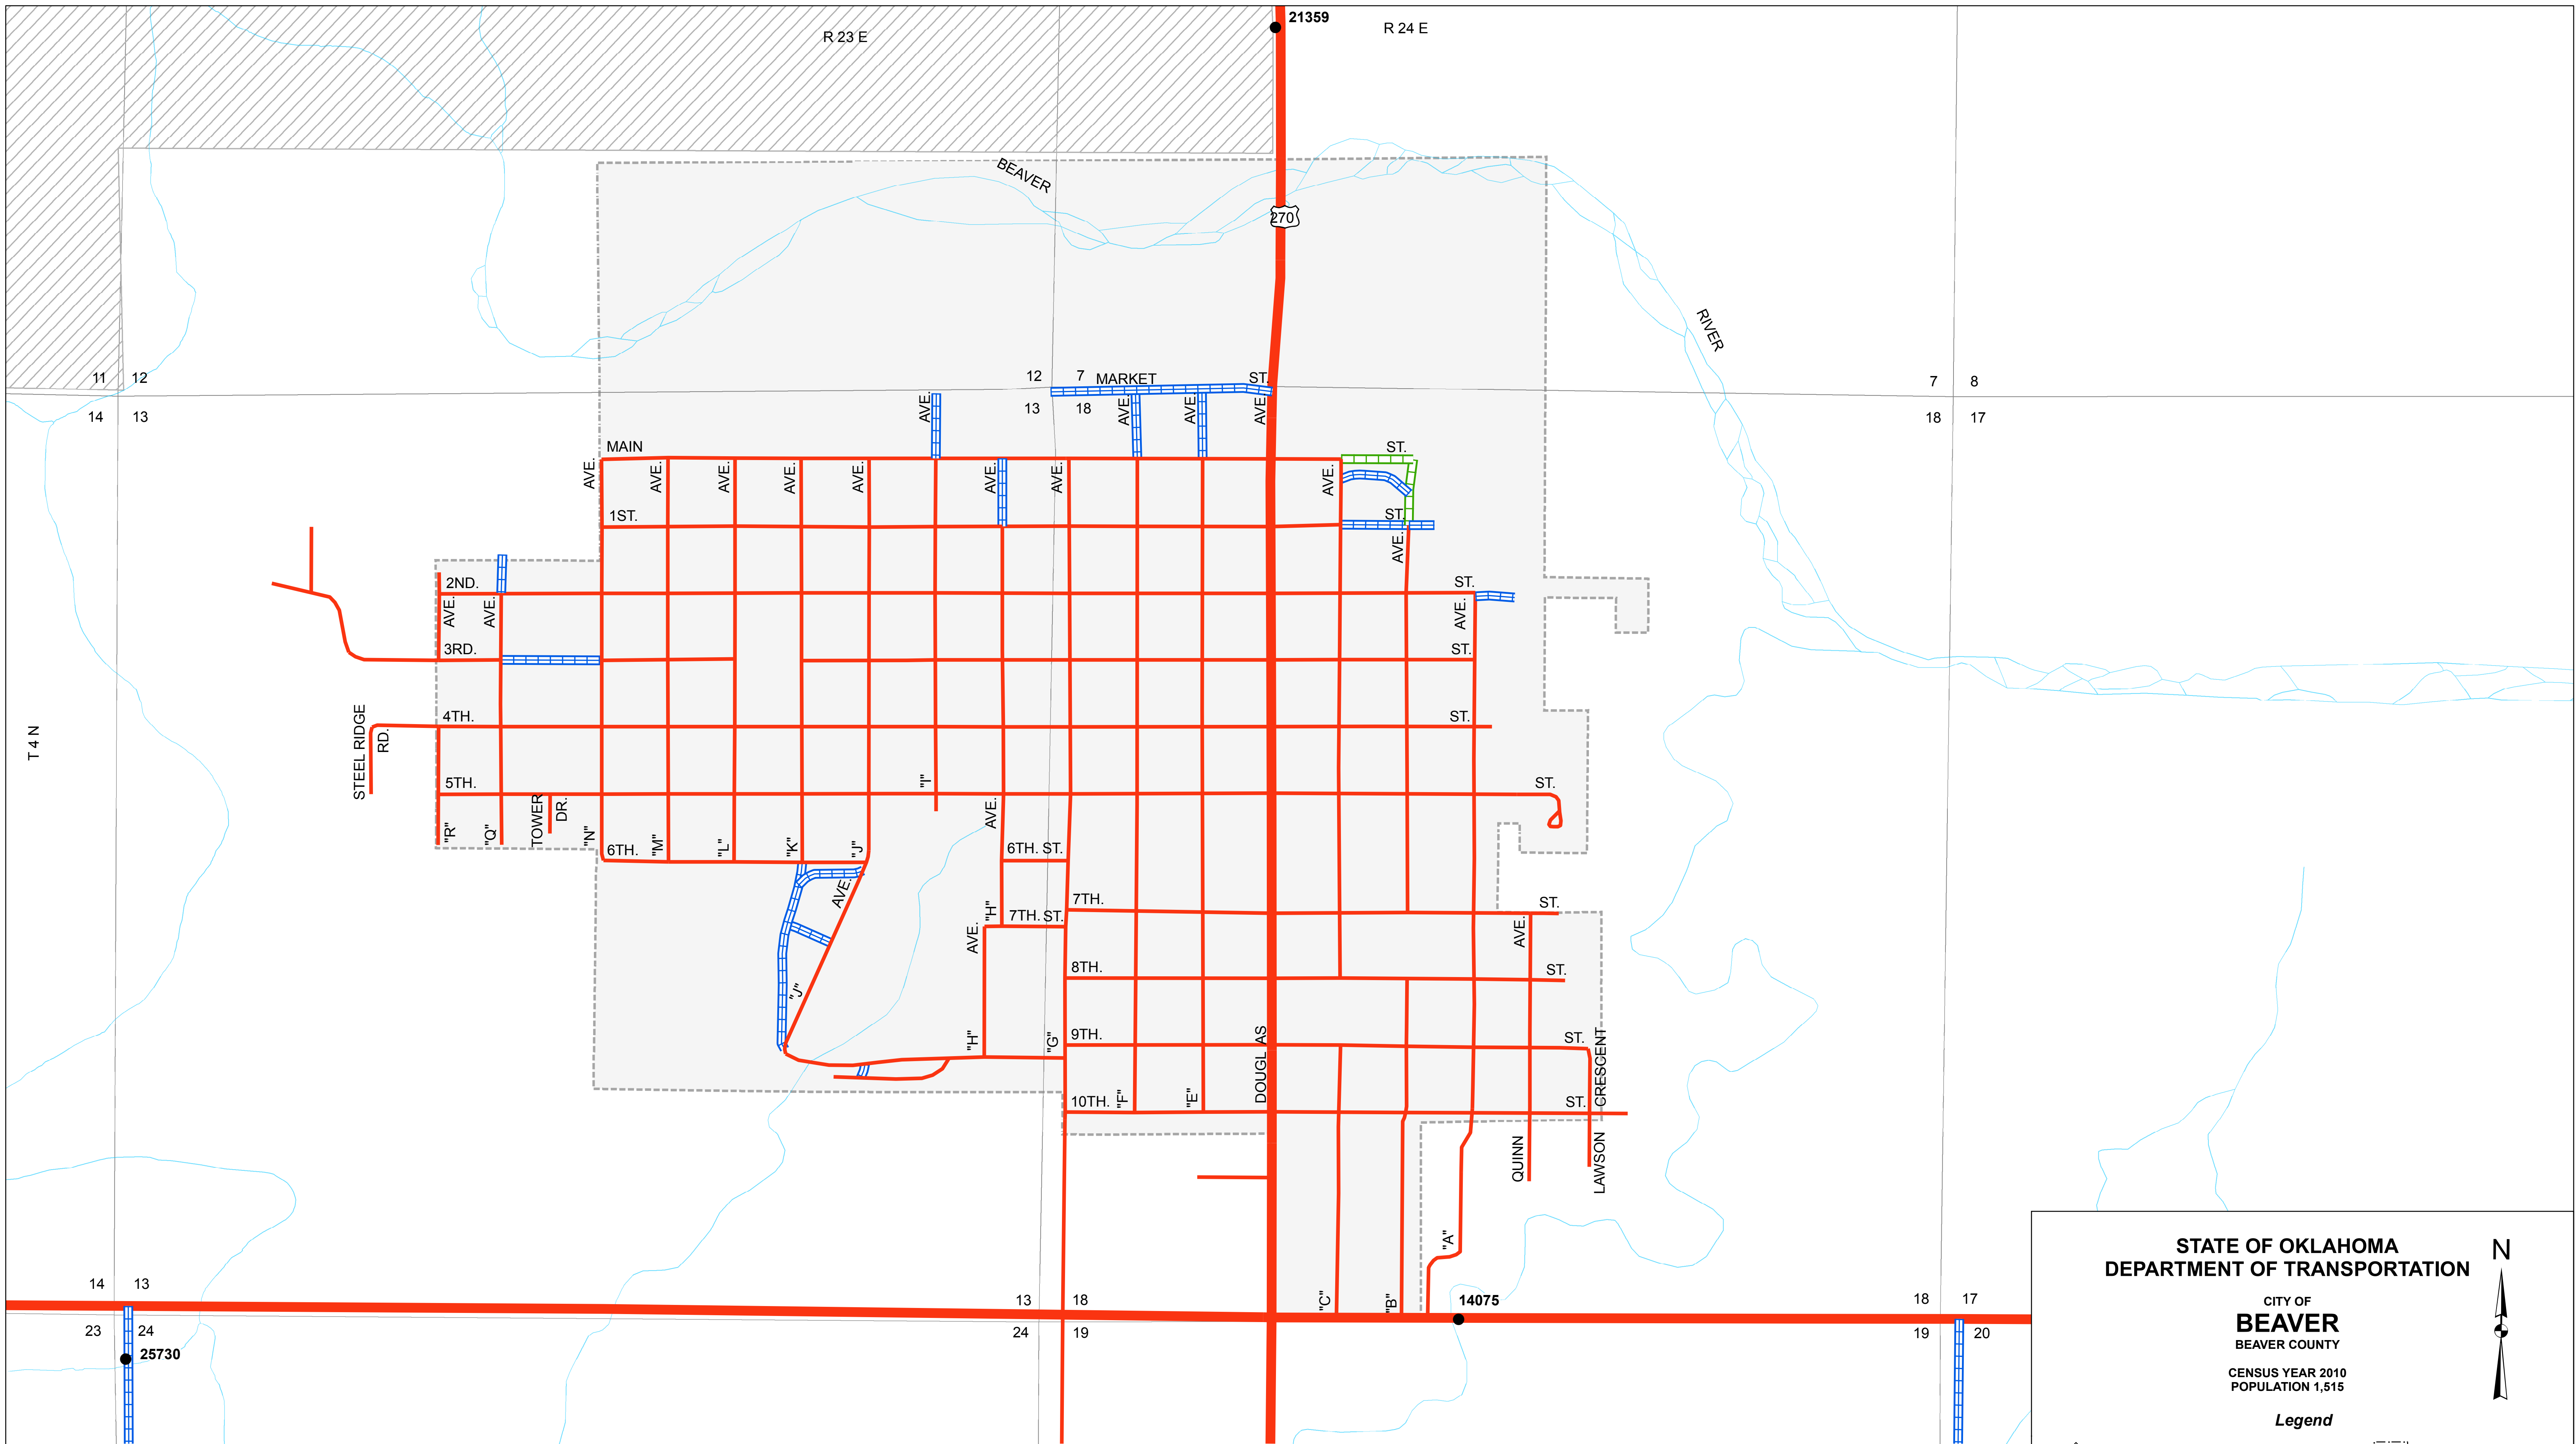 21359
R 23 E
R 24 E
BEAVER
270
RIVER
11 12
12 7
MARKET ST.
7 8
14 13
13 18
18 17
AVE.
AVE.
AVE.
AVE.
MAIN ST.
AVE.
AVE.
AVE.
AVE.
AVE.
AVE.
AVE.
AVE.
1ST. ST.
AVE.
2ND. ST.
AVE.
AVE.
AVE.
3RD. ST.
4TH. ST.
STEEL RIDGE
RD.
T 4 N
5TH. ST.
"I"
AVE.
"R"
"Q"
TOWER
DR.
"N"
6TH.
"M"
"L"
"K"
"J"
6TH. ST.
AVE.
7TH. ST.
"H"
7TH. ST.
AVE.
AVE.
8TH. ST.
"J"
9TH. ST.
"H"
"G"
DOUGLAS
CRESCENT
10TH. ST.
"F"
"E"
QUINN
LAWSON
"A"
14 13
13 18
"C"
"B"
14075
18 17
23 24
24 19
19 20
25730
STATE OF OKLAHOMA
DEPARTMENT OF TRANSPORTATION
N
CITY OF
BEAVER
BEAVER COUNTY
CENSUS YEAR 2010
POPULATION 1,515
Legend